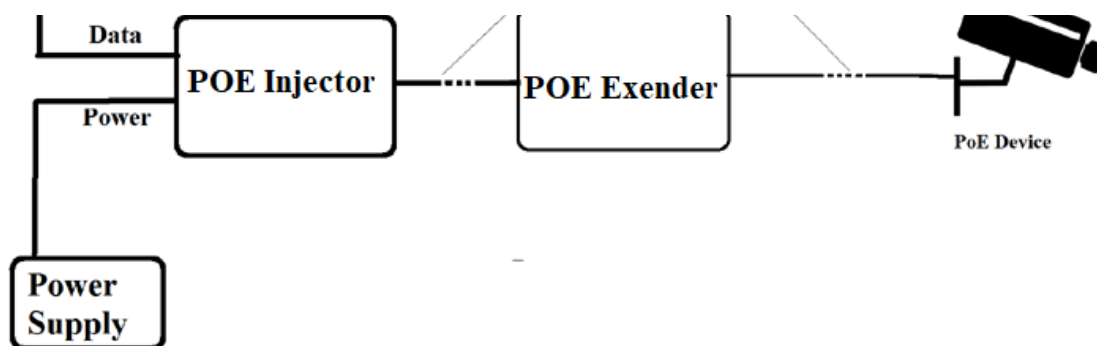 Data
POE Injector
POE Exender
Power
PoE Device
Power
Supply